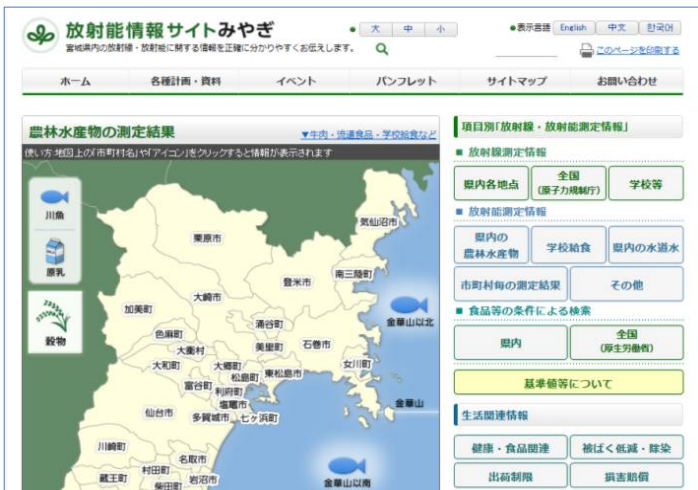 放射能情報サイトみやぎ
宮城県内の放射線・放射能に関する情報を正確に分かりやすくお伝えします。
大 中 小
●表示言語 English 中文 한국어
このページを印刷する
ホーム 各種計画・資料 イベント パンフレット サイトマップ お問い合わせ
農林水産物の測定結果
▼牛肉・流通食品・学校給食など
使い方:地図上の「市町村名」や「アイコン」をクリックすると情報が表示されます
川魚
原乳
穀物
気仙沼市
栗原市
南三陸町
登米市
大崎市
加美町
金華山以北
涌谷町
色麻町
石巻市
美里町
大衡村
女川町
大和町
大郷町
松島町
東松島市
富谷町
利府町
塩竈市
金華山
仙台市
多賀城市
七ヶ浜町
川崎町
名取市
村田町
蔵王町
岩沼市
柴田町
金華山以南
項目別「放射線・放射能測定情報」
■ 放射線測定情報
県内各地点
全国
(原子力規制庁)
学校等
■ 放射能測定情報
県内の
農林水産物
学校給食
県内の水道水
市町村毎の測定結果
その他
■ 食品等の条件による検索
県内
全国
(厚生労働省)
基準値等について
生活関連情報
健康・食品関連
被ばく低減・除染
出荷制限
損害賠償